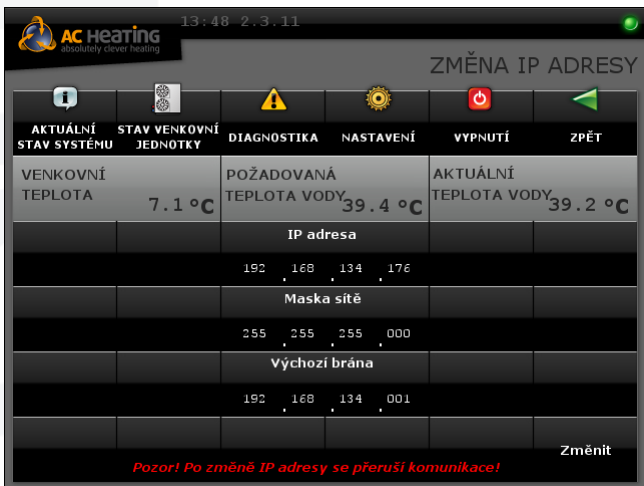 13:48 2.3.11
AC Heating
absolutely clever heating
ZMĚNA IP ADRESY
AKTUÁLNÍ STAV SYSTÉMU
STAV VENKOVNÍ JEDNOTKY
DIAGNOSTIKA
NASTAVENÍ
VYPNUTÍ
ZPĚT
VENKOVNÍ
TEPLOTA
7.1 °C
POŽADOVANÁ
TEPLOTA VODY
39.4 °C
AKTUÁLNÍ
TEPLOTA VODY
39.2 °C
IP adresa
192 . 168 . 134 . 176
Maska sítě
255 . 255 . 255 . 000
Výchozí brána
192 . 168 . 134 . 001
Změnit
Pozor! Po změně IP adresy se přeruší komunikace!